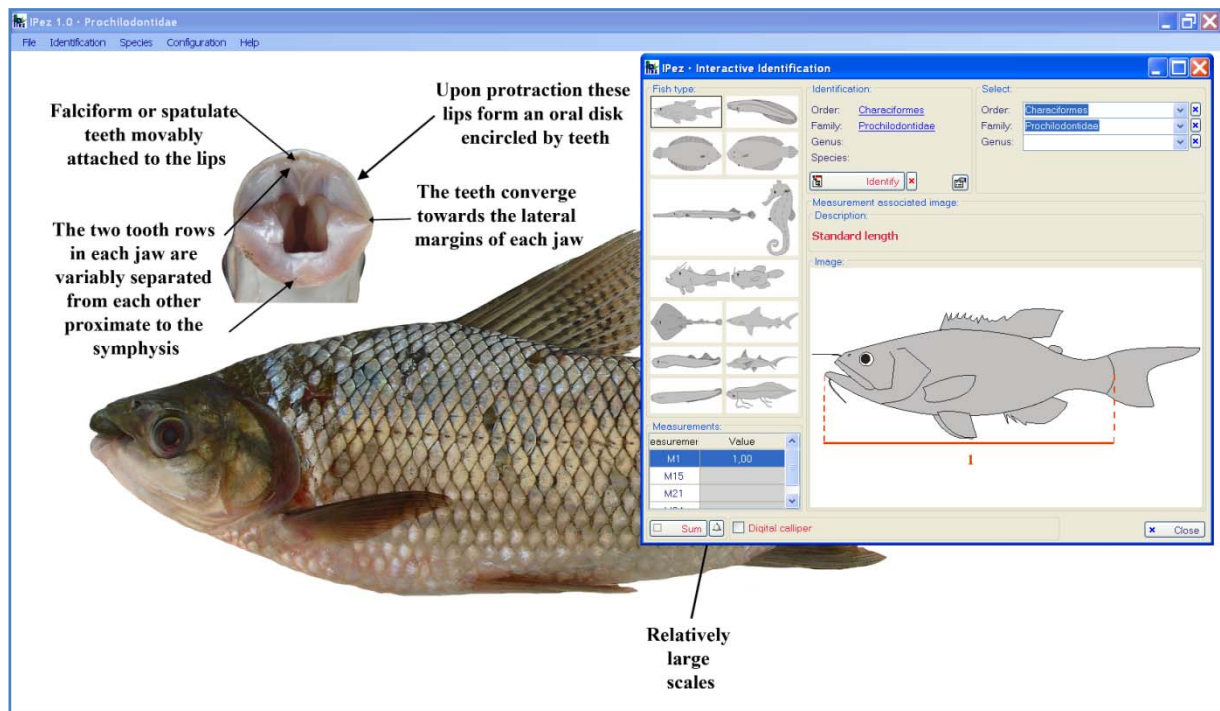 IPez 1.0 - Prochilodontidae
File Identification Species Configuration Help
Falciform or spatulate
teeth movably
attached to the lips
Upon protraction these
lips form an oral disk
encircled by teeth
The teeth converge
towards the lateral
margins of each jaw
The two tooth rows
in each jaw are
variably separated
from each other
proximate to the
symphysis
Relatively
large
scales
IPez - Interactive Identification
Fish type:
Identification:
Order: Characiformes
Family: Prochilodontidae
Genus:
Species:
Identify
Select:
Order: Characiformes
Family: Prochilodontidae
Genus:
Measurement associated image:
Description:
Standard length
Image:
1
Measurements:
easuremer Value
M1 1,00
M15
M21
Sum
Digital calliper
Close